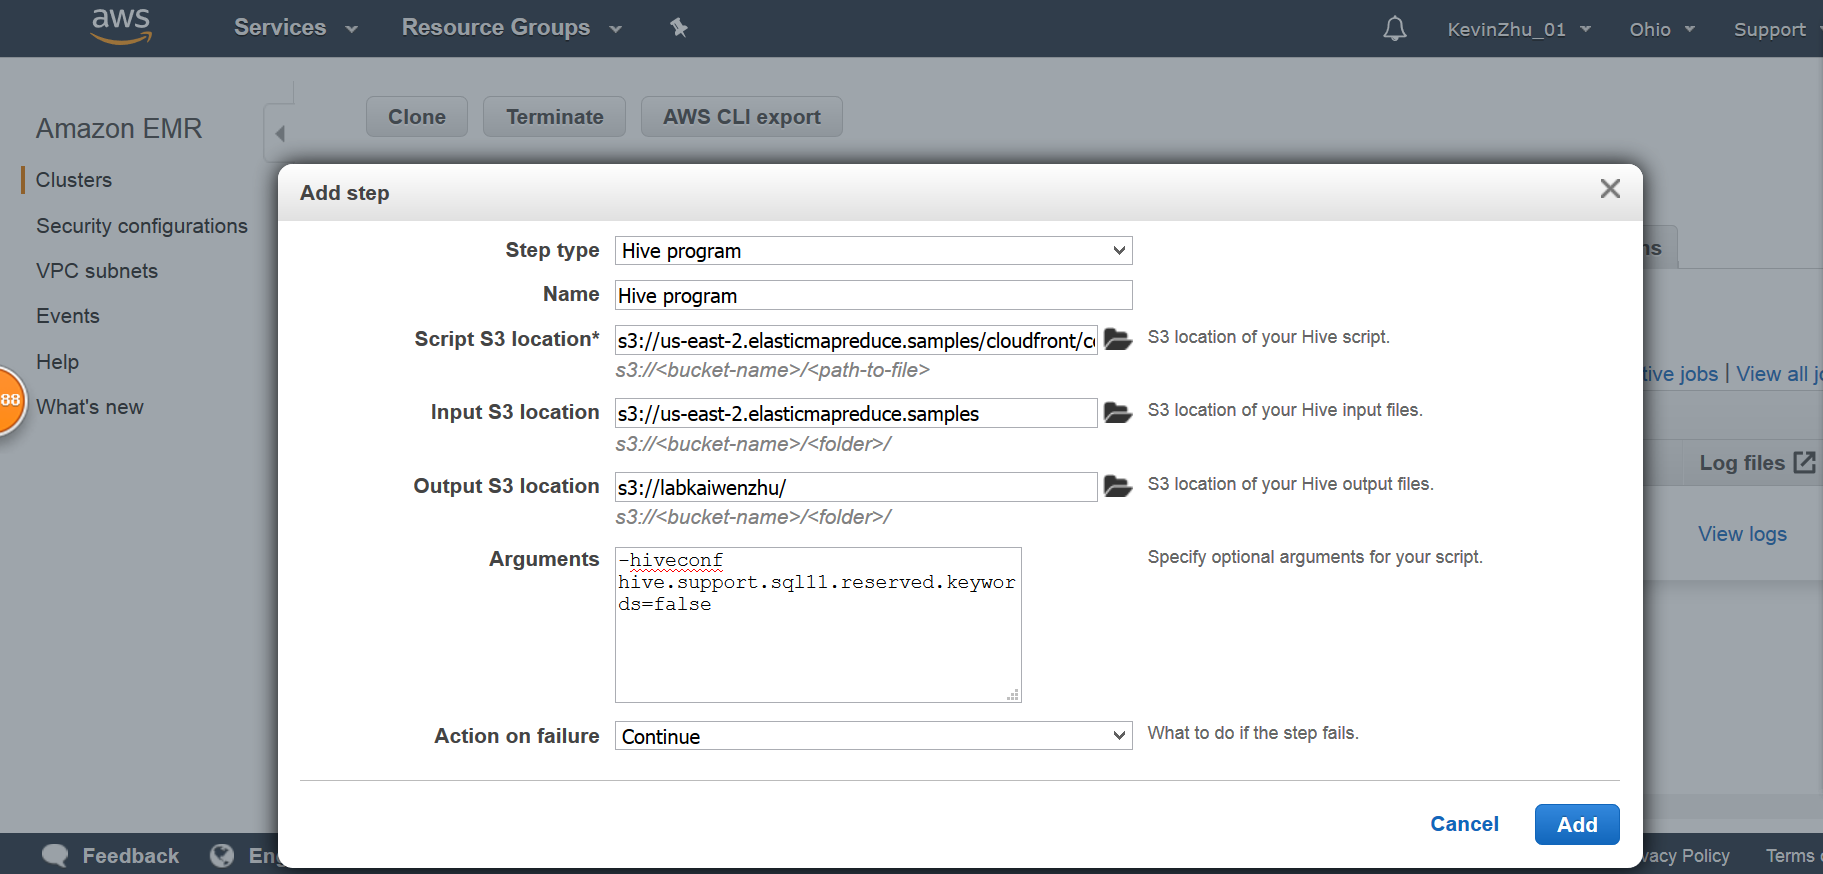 aws Services Resource Groups KevinZhu_01 Ohio Support
Clone Terminate AWS CLI export
Amazon EMR
Clusters
Security configurations
VPC subnets
Events
Help
What's new
88
Add step
Step type Hive program
Name Hive program
Script S3 location* s3://us-east-2.elasticmapreduce.samples/cloudfront/c S3 location of your Hive script.
s3://<bucket-name>/<path-to-file>
Input S3 location s3://us-east-2.elasticmapreduce.samples S3 location of your Hive input files.
s3://<bucket-name>/<folder>/
Output S3 location s3://labkaiwenzhu/ S3 location of your Hive output files.
s3://<bucket-name>/<folder>/
Arguments -hiveconf Specify optional arguments for your script.
hive.support.sql11.reserved.keywor
ds=false
Action on failure Continue What to do if the step fails.
Cancel Add
ns
tive jobs | View all jo
Log files
View logs
Feedback Eng vacy Policy Terms